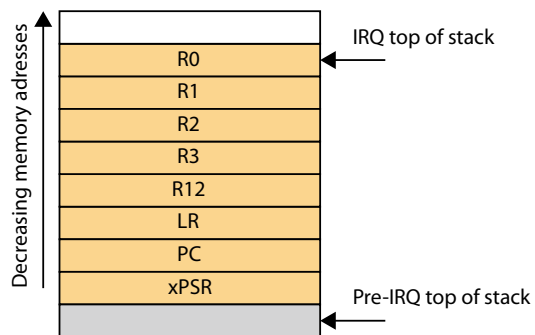 IRQ top of stack
R0
R1
R2
R3
R12
LR
PC
xPSR
Pre-IRQ top of stack
Decreasing memory adresses